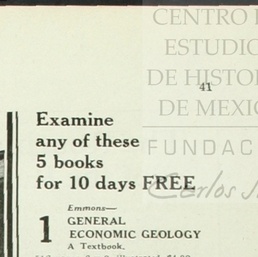 CENTRO
ESTUDIO
DE HISTOR
DE MEXIC
41
FUNDAC
Carlos
Examine
any of these
5 books
for 10 days FREE
Emmons—
1 GENERAL
ECONOMIC GEOLOGY
A Textbook.